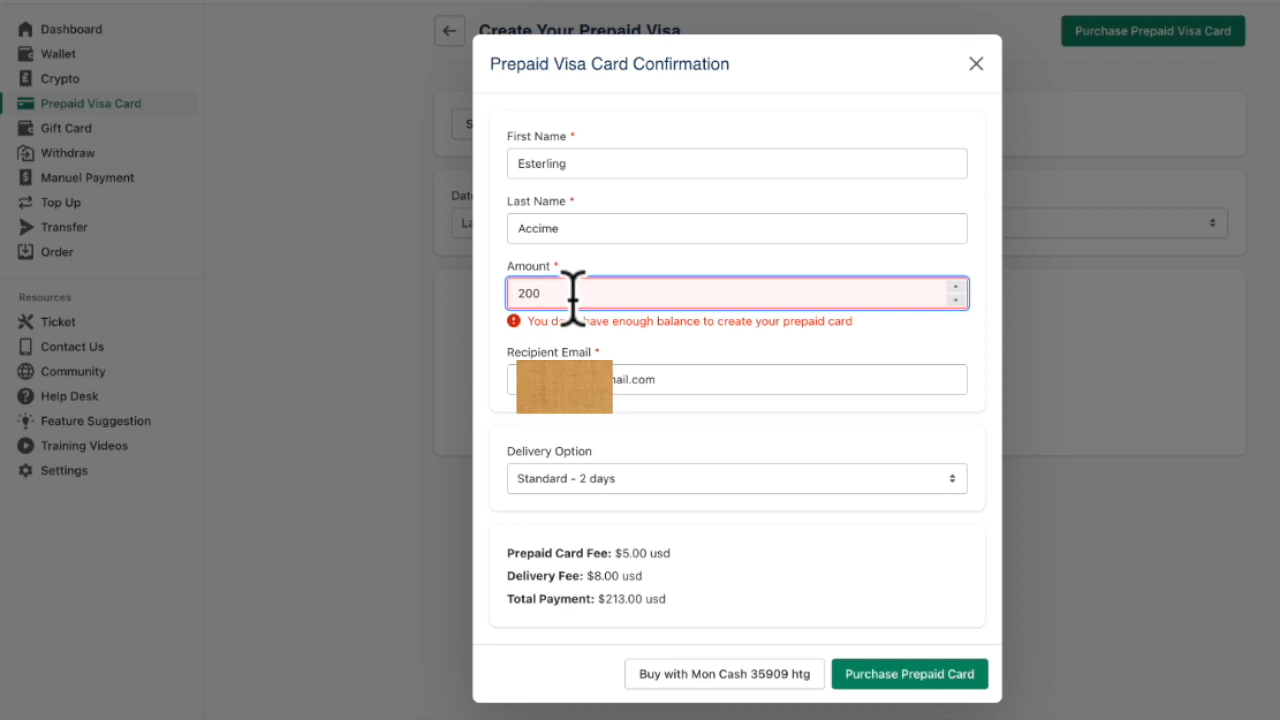 Dashboard
Wallet
Crypto
Prepaid Visa Card
Gift Card
Withdraw
Manuel Payment
Top Up
Transfer
Order
Resources
Ticket
Contact Us
Community
Help Desk
Feature Suggestion
Training Videos
Settings
Create Your Prepaid Visa
Purchase Prepaid Visa Card
Prepaid Visa Card Confirmation
First Name *
Esterling
Last Name *
Accime
Amount *
200
You have enough balance to create your prepaid card
Recipient Email *
ail.com
Delivery Option
Standard - 2 days
Prepaid Card Fee: $5.00 usd
Delivery Fee: $8.00 usd
Total Payment: $213.00 usd
Buy with Mon Cash 35909 htg
Purchase Prepaid Card